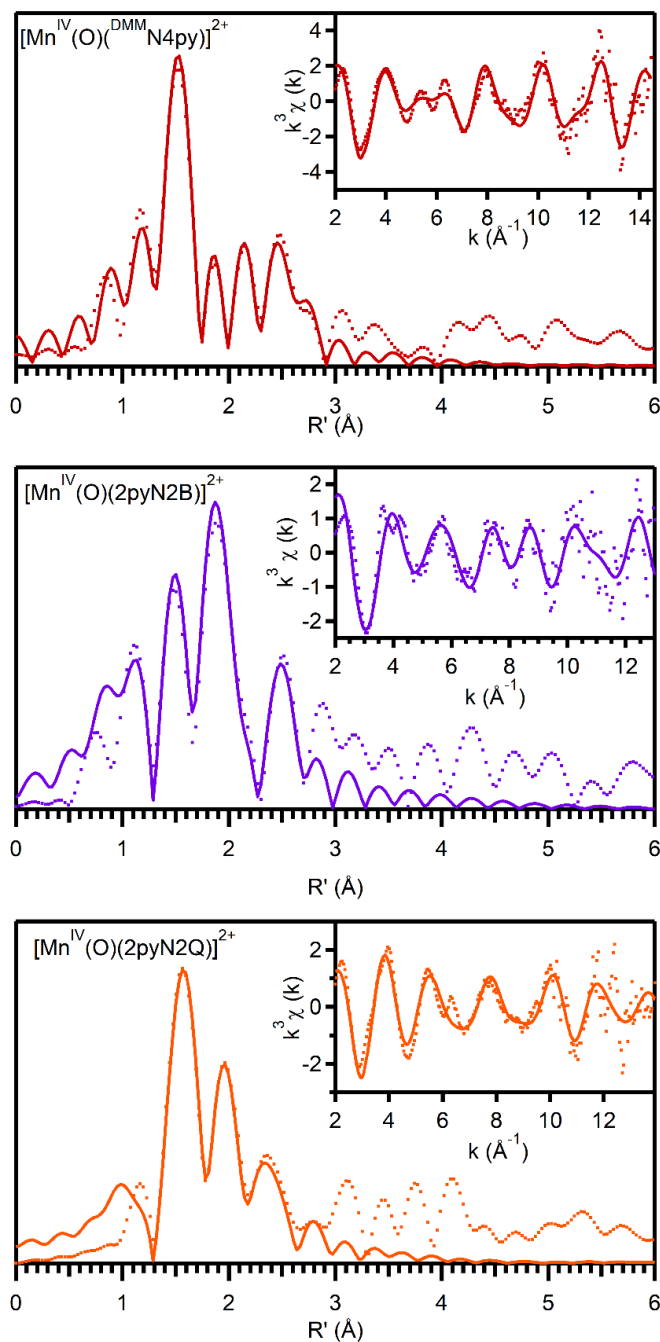 [Mn^IV(O)(^DMM N4py)]^2+
4
2
0
-2
-4
k^3 χ (k)
2 4 6 8 10 12 14
k (Å^-1)
0 1 2 3 4 5 6
R' (Å)
[Mn^IV(O)(2pyN2B)]^2+
2
1
0
-1
-2
k^3 χ (k)
2 4 6 8 10 12
k (Å^-1)
0 1 2 3 4 5 6
R' (Å)
[Mn^IV(O)(2pyN2Q)]^2+
2
0
-2
k^3 χ (k)
2 4 6 8 10 12
k (Å^-1)
0 1 2 3 4 5 6
R' (Å)